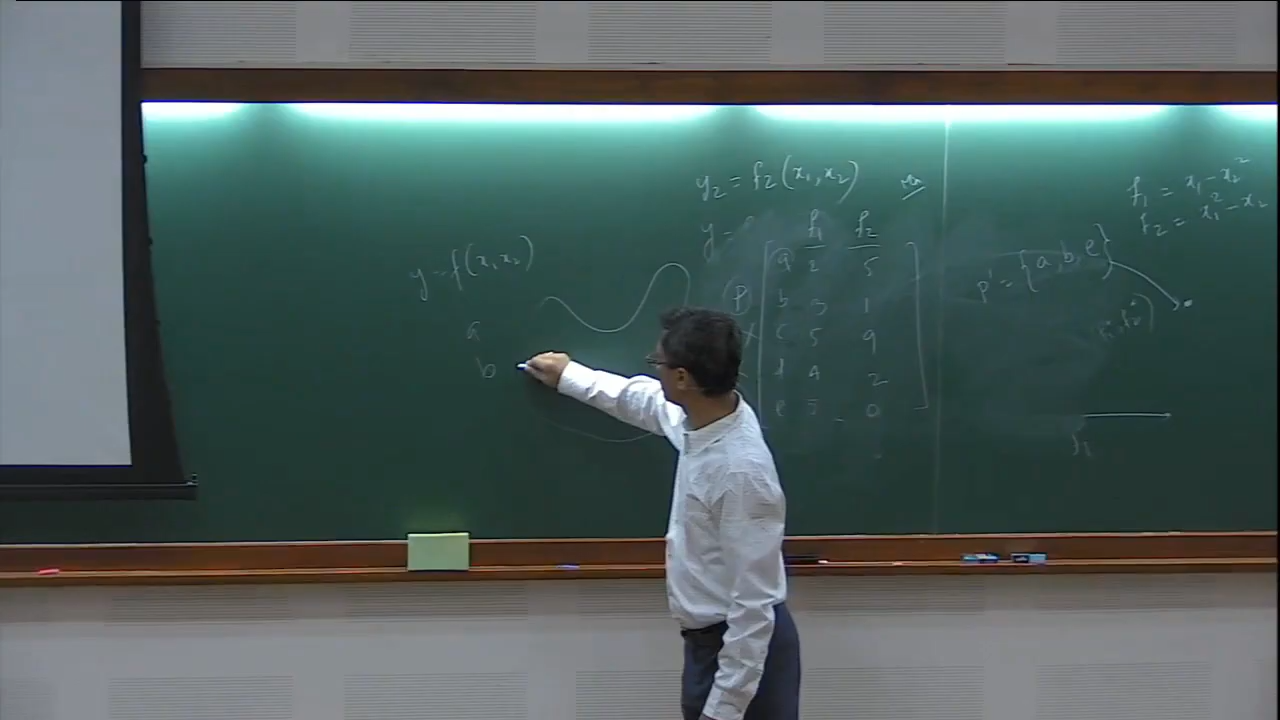 y = f(x₁, x₂)
a
b
y₂ = f₂(x₁, x₂)
y =
f₁ f₂
P
a 2 5
b 3 1
c 5 9
d 4 2
e 5 0
P' = {a, b, e}
f₁ = x₁ - x₂²
f₂ = x₁² - x₂